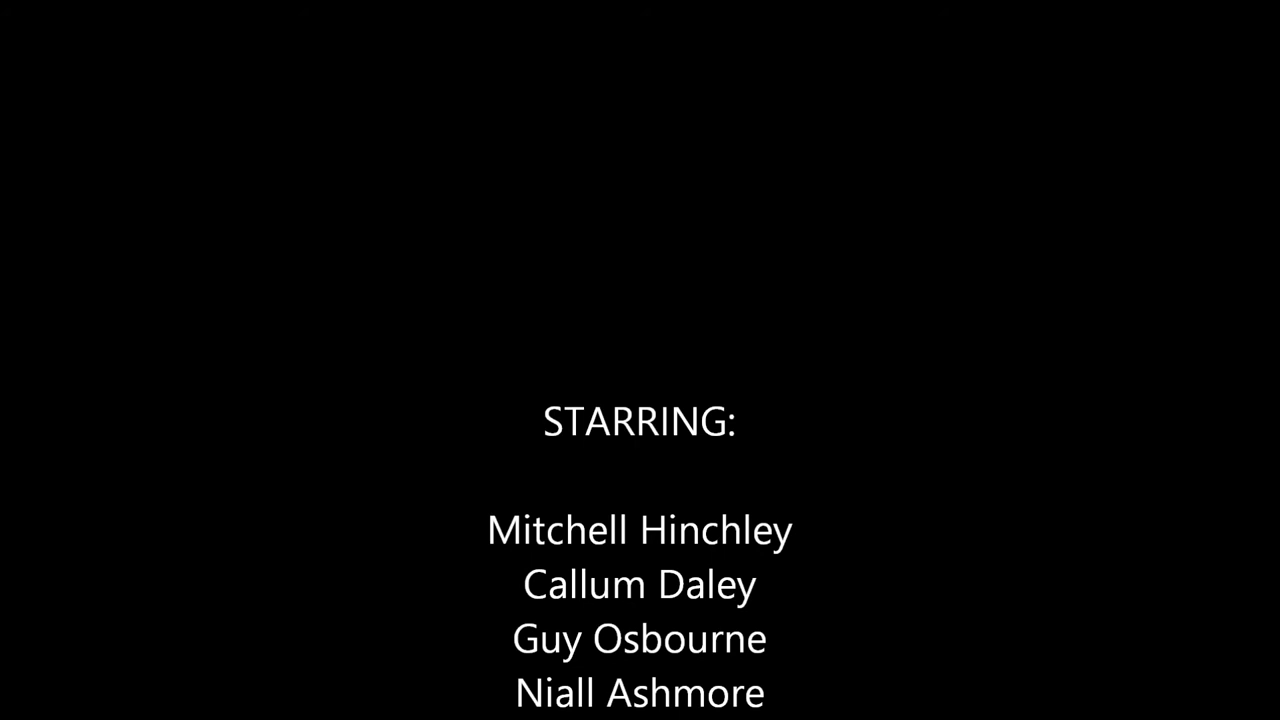 STARRING:
Mitchell Hinchley
Callum Daley
Guy Osbourne
Niall Ashmore